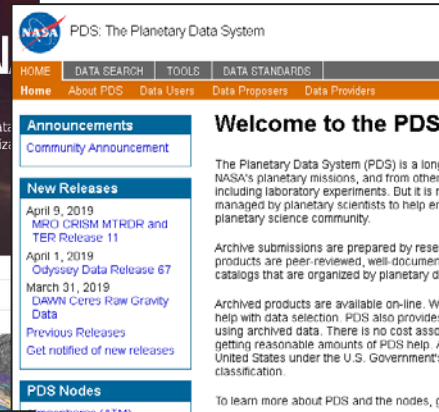 NASA
PDS: The Planetary Data System
HOME DATA SEARCH TOOLS DATA STANDARDS
Home About PDS Data Users Data Proposers Data Providers
Announcements
Community Announcement
New Releases
April 9, 2019
MRO CRISM MTRDR and
TER Release 11
April 1, 2019
Odyssey Data Release 67
March 31, 2019
DAWN Ceres Raw Gravity
Data
Previous Releases
Get notified of new releases
PDS Nodes
Welcome to the PDS
The Planetary Data System (PDS) is a long
NASA's planetary missions, and from other
including laboratory experiments. But it is
managed by planetary scientists to help
planetary science community.
Archive submissions are prepared by rese
products are peer-reviewed, well-documen
catalogs that are organized by planetary d
Archived products are available on-line. W
help with data selection. PDS also provide
using archived data. There is no cost asso
getting reasonable amounts of PDS help. A
United States under the U.S. Government'
classification.
To learn more about PDS and the nodes, g